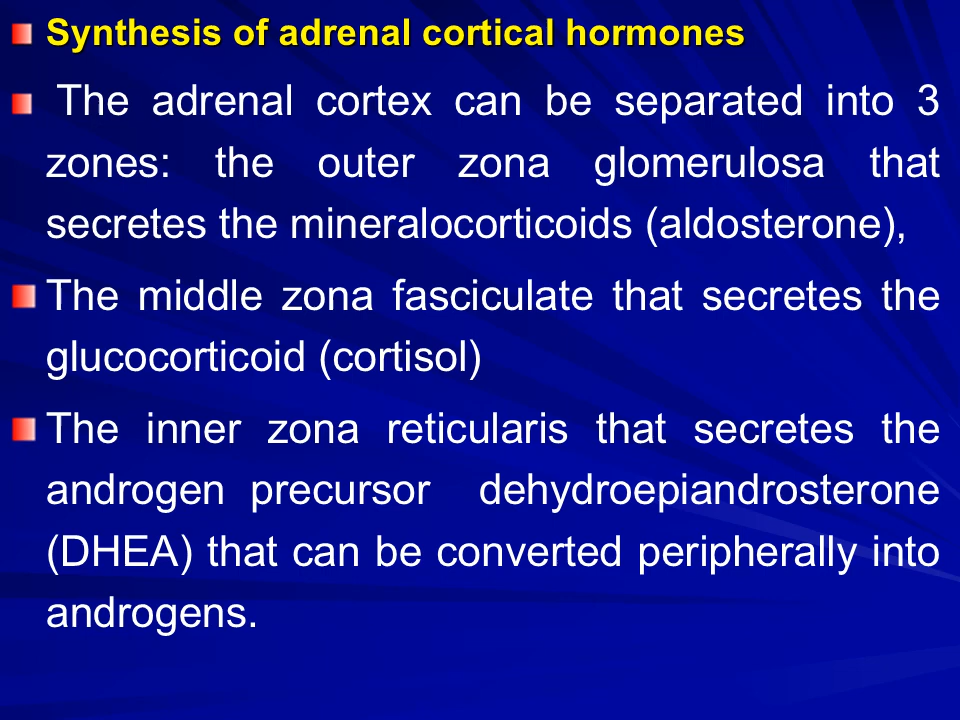 Synthesis of adrenal cortical hormones
The adrenal cortex can be separated into 3
zones: the outer zona glomerulosa that
secretes the mineralocorticoids (aldosterone),
The middle zona fasciculate that secretes the
glucocorticoid (cortisol)
The inner zona reticularis that secretes the
androgen precursor dehydroepiandrosterone
(DHEA) that can be converted peripherally into
androgens.